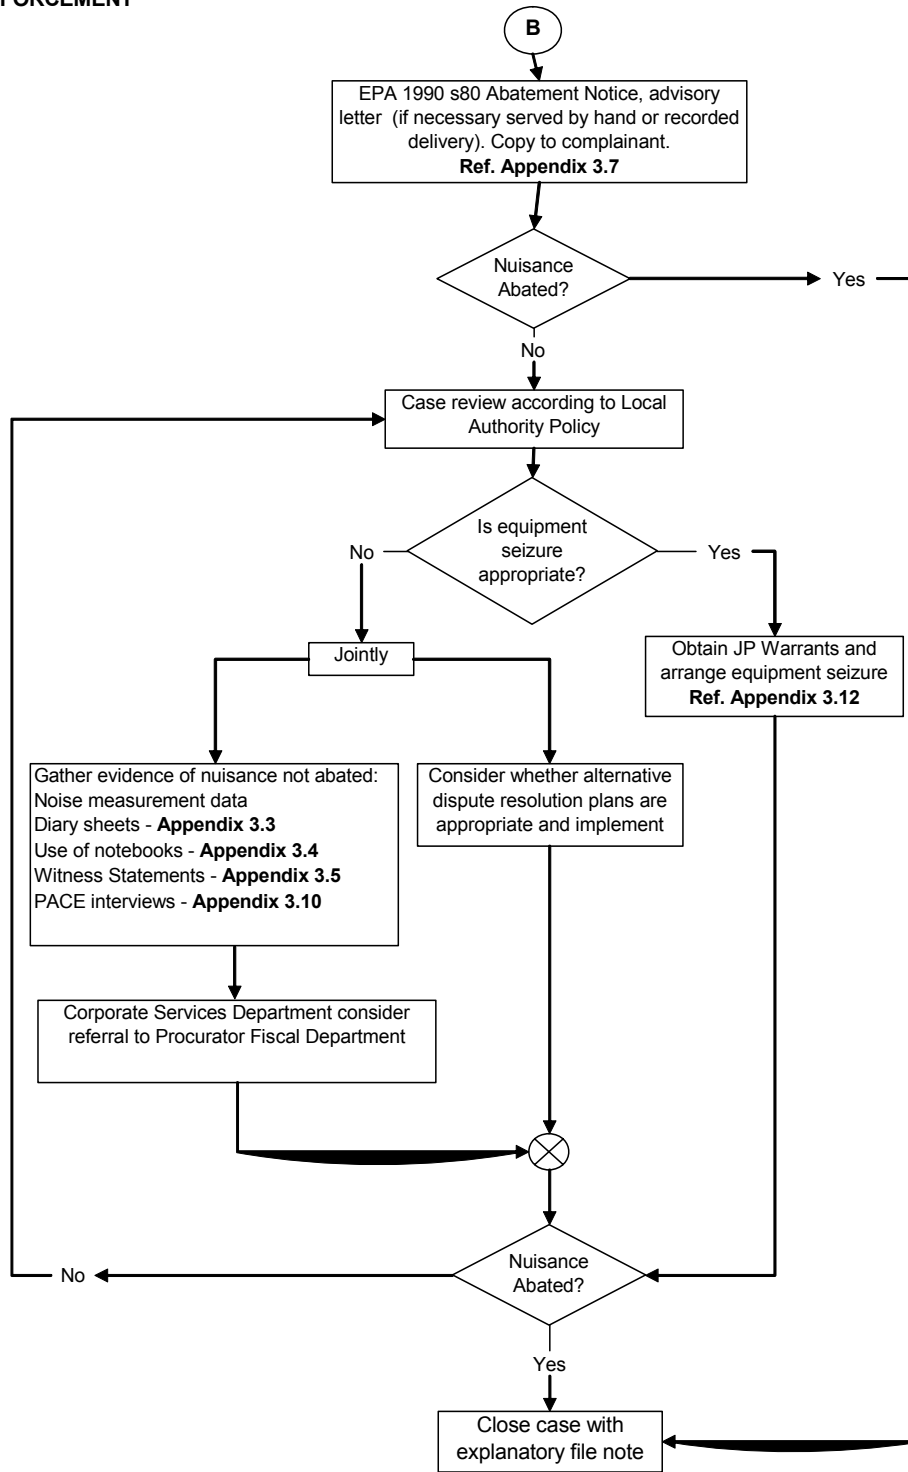 FORCEMENT
B
EPA 1990 s80 Abatement Notice, advisory
letter (if necessary served by hand or recorded
delivery). Copy to complainant.
Ref. Appendix 3.7
Nuisance
Abated?
Yes
No
Case review according to Local
Authority Policy
Is equipment
seizure
appropriate?
No
Yes
Jointly
Obtain JP Warrants and
arrange equipment seizure
Ref. Appendix 3.12
Gather evidence of nuisance not abated:
Noise measurement data
Diary sheets - Appendix 3.3
Use of notebooks - Appendix 3.4
Witness Statements - Appendix 3.5
PACE interviews - Appendix 3.10
Consider whether alternative
dispute resolution plans are
appropriate and implement
Corporate Services Department consider
referral to Procurator Fiscal Department
Nuisance
Abated?
No
Yes
Close case with
explanatory file note